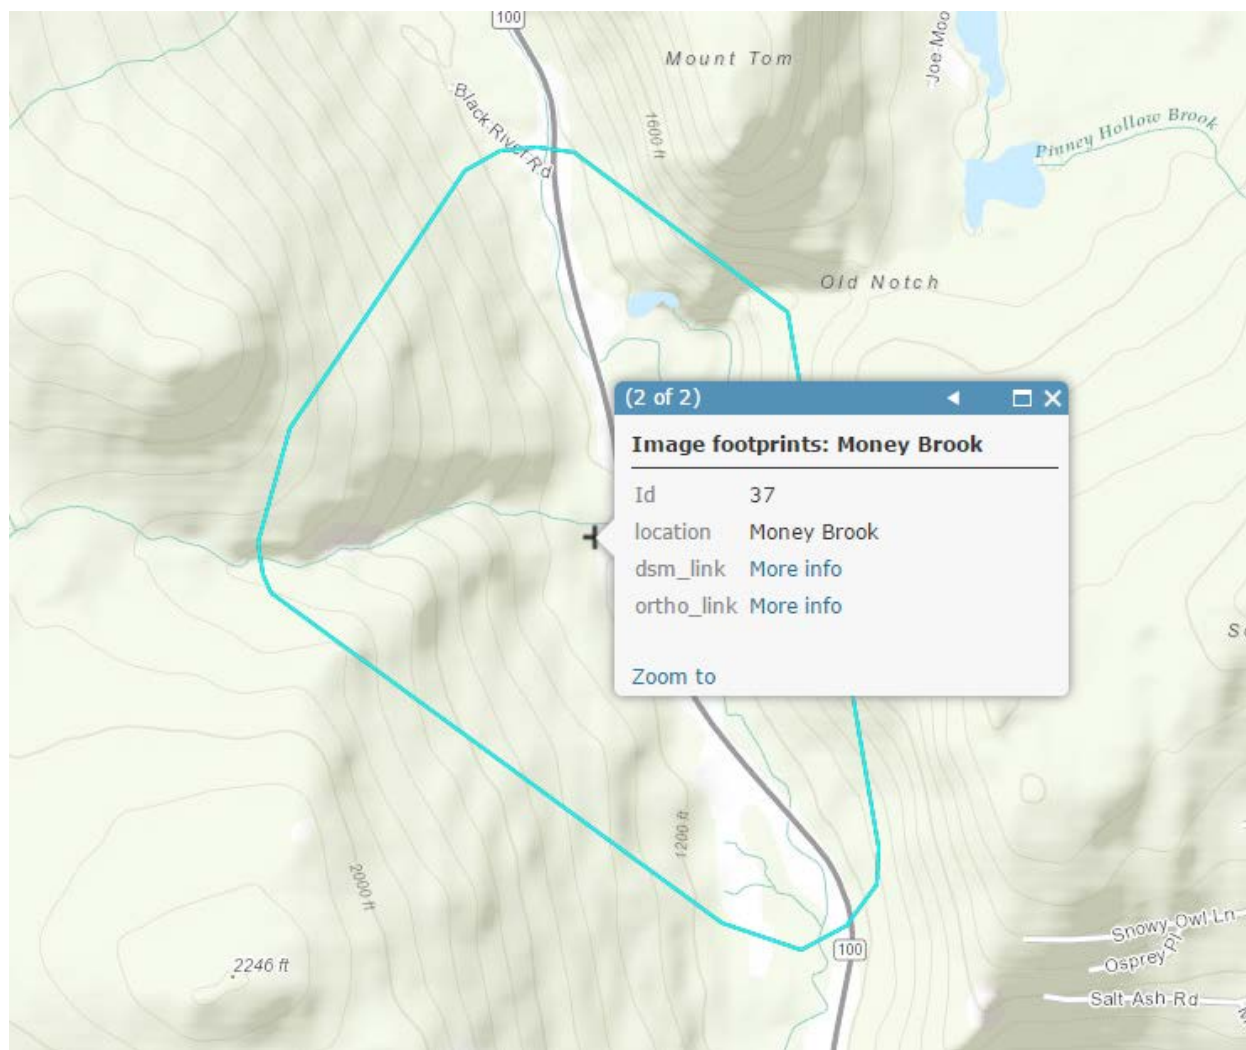 100
Mount Tom
Joe Moo
Black River Rd
1600 ft
Pinney Hollow Brook
Old Notch
(2 of 2)
Image footprints: Money Brook
Id 37
location Money Brook
dsm_link More info
ortho_link More info
Zoom to
1200 ft
2000 ft
2246 ft
100
Snowy Owl Ln
Osprey Pl
Salt Ash Rd